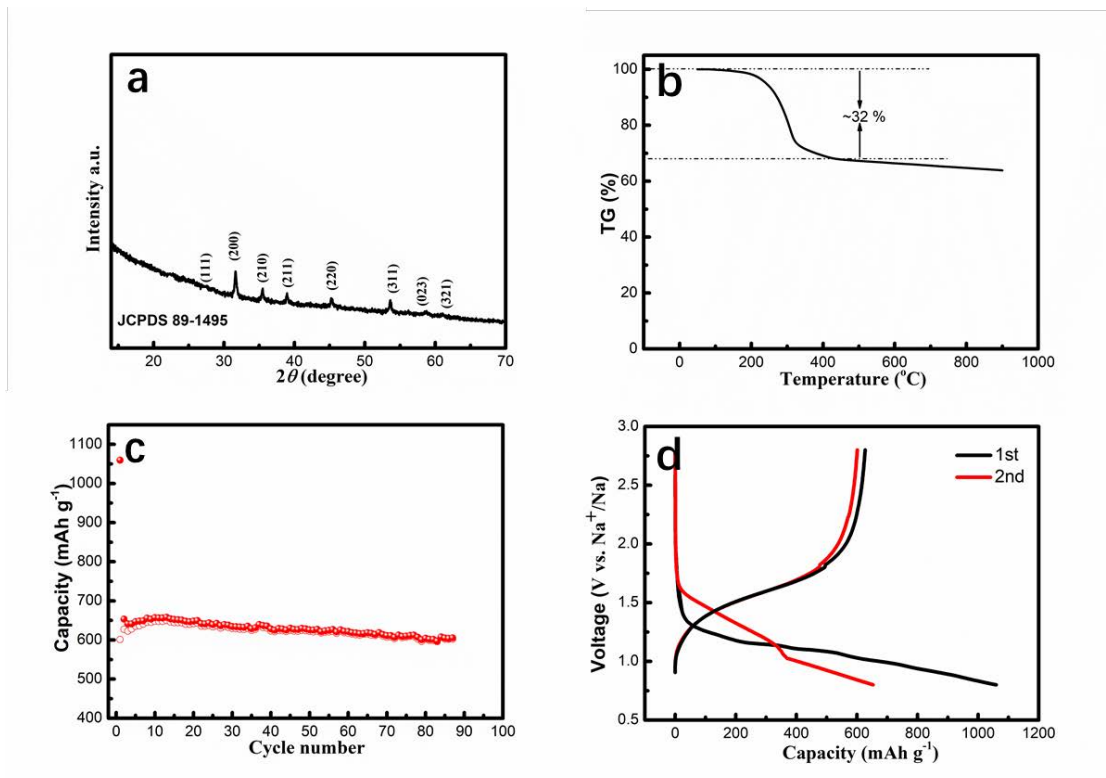 a
Intensity a.u.
(111)
(200)
(210)
(211)
(220)
(311)
(023)
(321)
JCPDS 89-1495
20 30 40 50 60 70
2θ (degree)
b
TG (%)
100
80
60
40
20
0
~32 %
0 200 400 600 800 1000
Temperature (°C)
c
Capacity (mAh g⁻¹)
1100
1000
900
800
700
600
500
400
0 10 20 30 40 50 60 70 80 90 100
Cycle number
d
Voltage (V vs. Na⁺/Na)
3.0
2.5
2.0
1.5
1.0
0.5
1st
2nd
0 200 400 600 800 1000 1200
Capacity (mAh g⁻¹)